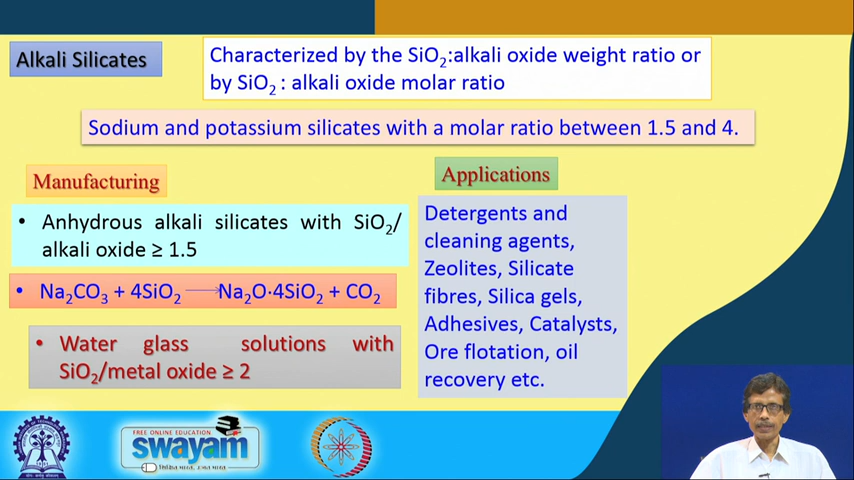 Alkali Silicates
Characterized by the SiO₂:alkali oxide weight ratio or
by SiO₂ : alkali oxide molar ratio
Sodium and potassium silicates with a molar ratio between 1.5 and 4.
Manufacturing
• Anhydrous alkali silicates with SiO₂/
alkali oxide ≥ 1.5
• Na₂CO₃ + 4SiO₂ ⟶ Na₂O·4SiO₂ + CO₂
• Water glass solutions with
SiO₂/metal oxide ≥ 2
Applications
Detergents and
cleaning agents,
Zeolites, Silicate
fibres, Silica gels,
Adhesives, Catalysts,
Ore flotation, oil
recovery etc.
FREE ONLINE EDUCATION
swayam